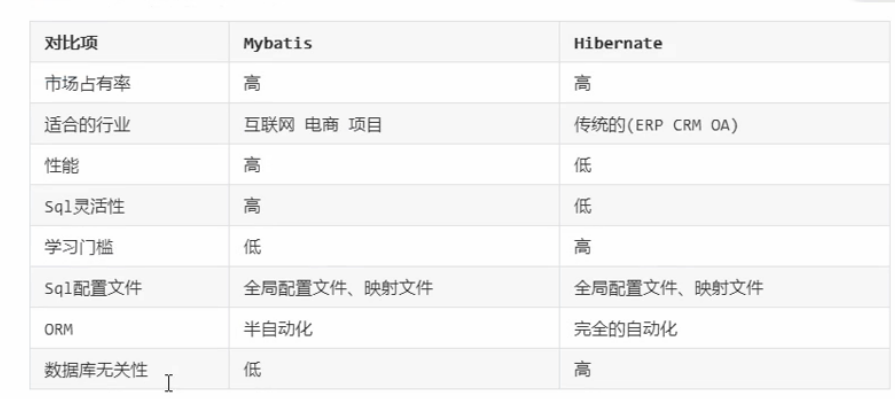 对比项 Mybatis Hibernate
市场占有率 高 高
适合的行业 互联网 电商 项目 传统的(ERP CRM OA)
性能 高 低
Sql灵活性 高 低
学习门槛 低 高
Sql配置文件 全局配置文件、映射文件 全局配置文件、映射文件
ORM 半自动化 完全的自动化
数据库无关性 低 高